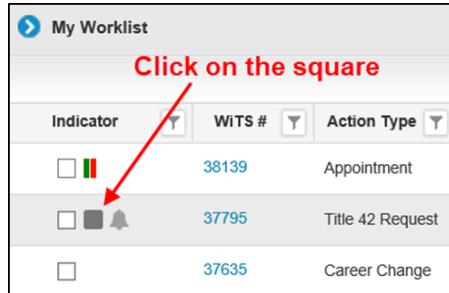 My Worklist
Click on the square
Indicator WiTS # Action Type
38139 Appointment
37795 Title 42 Request
37635 Career Change